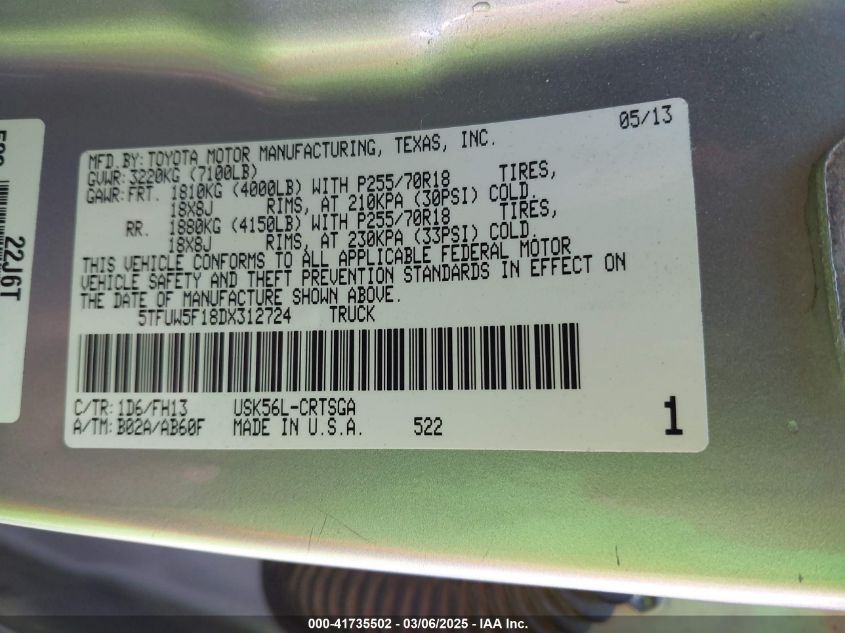 05/13
MFD. BY: TOYOTA MOTOR MANUFACTURING, TEXAS, INC.
GVWR: 3220KG (7100LB)
GAWR: FRT. 1810KG (4000LB) WITH P255/70R18 TIRES,
18X8J RIMS, AT 210KPA (30PSI) COLD.
RR. 1880KG (4150LB) WITH P255/70R18 TIRES,
18X8J RIMS, AT 230KPA (33PSI) COLD.
THIS VEHICLE CONFORMS TO ALL APPLICABLE FEDERAL MOTOR
VEHICLE SAFETY AND THEFT PREVENTION STANDARDS IN EFFECT ON
THE DATE OF MANUFACTURE SHOWN ABOVE.
5TFUW5F18DX312724 TRUCK
C/TR: 1D6/FH13 USK56L-CRTSGA
A/TM: B02A/AB60F MADE IN U.S.A. 522 1
22J6T
000-41735502 - 03/06/2025 - IAA Inc.